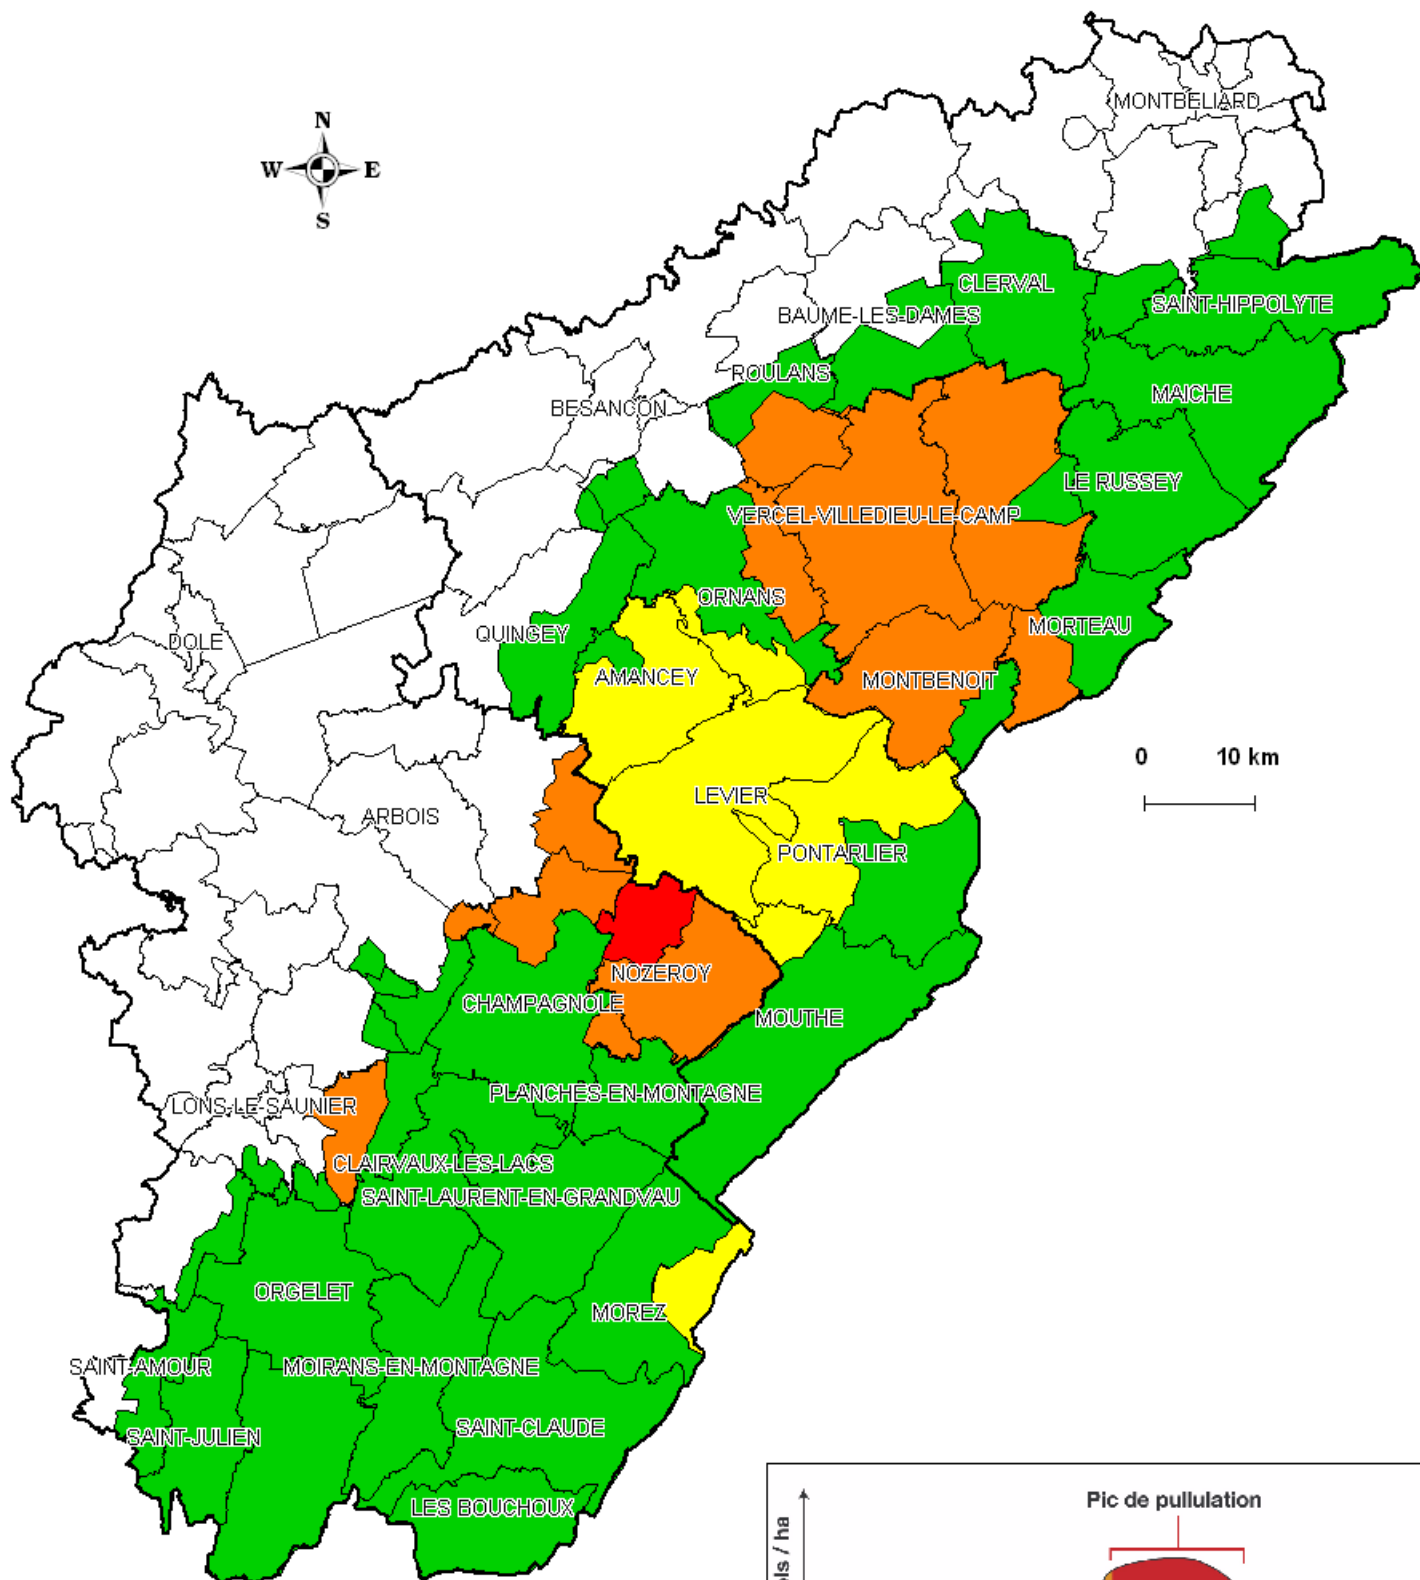 MONTBELIARD
N
W E
S
CLERVAL
SAINT-HIPPOLYTE
BAUME-LES-DAMES
ROULANS
MAICHE
BESANCON
LE RUSSEY
VERCEL-VILLEDIEU-LE-CAMP
ORNANS
MORTEAU
QUINGEY
DOLE
AMANCEY
MONTBENOIT
0 10 km
LEVIER
ARBOIS
PONTARLIER
NOZEROY
CHAMPAGNOLE
MOUTHE
PLANCHES-EN-MONTAGNE
LONS-LE-SAUNIER
CLAIRVAUX-LES-LACS
SAINT-LAURENT-EN-GRANDVAU
ORGELET
MOREZ
SAINT-AMOUR
MOIRANS-EN-MONTAGNE
SAINT-CLAUDE
SAINT-JULIEN
LES BOUCHOUX
Pic de pullulation
/ ha